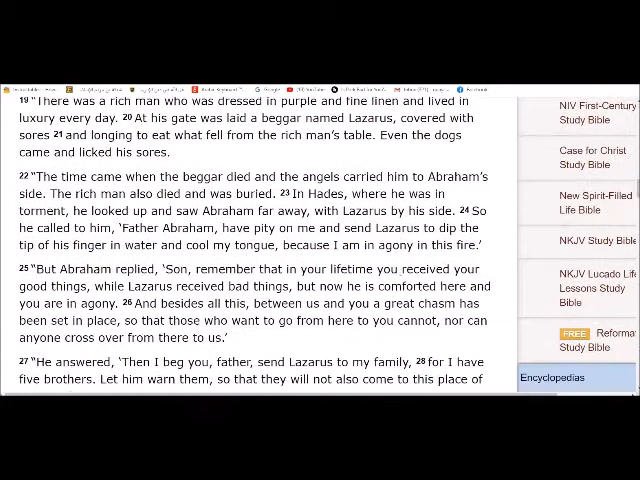 Gmail
Google
YouTube
Facebook
19 “There was a rich man who was dressed in purple and fine linen and lived in
luxury every day. 20 At his gate was laid a beggar named Lazarus, covered with
sores 21 and longing to eat what fell from the rich man’s table. Even the dogs
came and licked his sores.
22 “The time came when the beggar died and the angels carried him to Abraham’s
side. The rich man also died and was buried. 23 In Hades, where he was in
torment, he looked up and saw Abraham far away, with Lazarus by his side. 24 So
he called to him, ‘Father Abraham, have pity on me and send Lazarus to dip the
tip of his finger in water and cool my tongue, because I am in agony in this fire.’
25 “But Abraham replied, ‘Son, remember that in your lifetime you received your
good things, while Lazarus received bad things, but now he is comforted here and
you are in agony. 26 And besides all this, between us and you a great chasm has
been set in place, so that those who want to go from here to you cannot, nor can
anyone cross over from there to us.’
27 “He answered, ‘Then I beg you, father, send Lazarus to my family, 28 for I have
five brothers. Let him warn them, so that they will not also come to this place of
NIV First-Century
Study Bible
Case for Christ
Study Bible
New Spirit-Filled
Life Bible
NKJV Study Bible
NKJV Lucado Life
Lessons Study
Bible
FREE Reforma
Study Bible
Encyclopedias